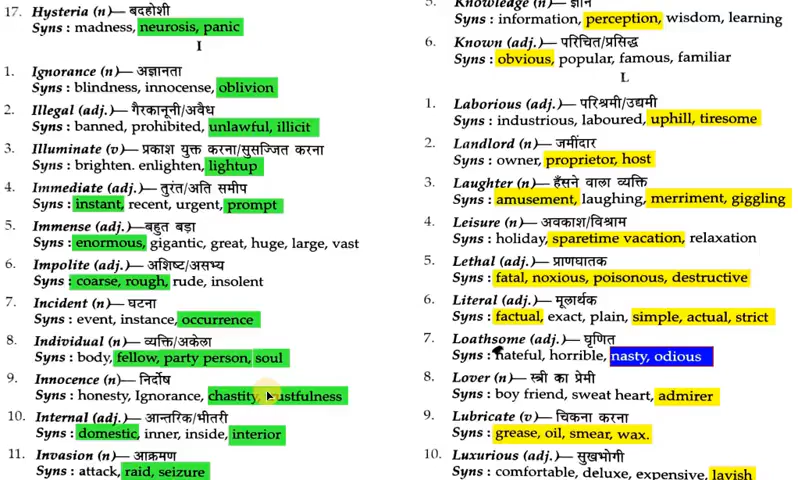 17. Hysteria (n)— बदहोशी
Syns : madness, neurosis, panic
I
1. Ignorance (n)— अज्ञानता
Syns : blindness, innocense, oblivion
2. Illegal (adj.)— गैरकानूनी/अवैध
Syns : banned, prohibited, unlawful, illicit
3. Illuminate (v)— प्रकाश युक्त करना/सुसज्जित करना
Syns : brighten. enlighten, lightup
4. Immediate (adj.)— तुरंत/अति समीप
Syns : instant, recent, urgent, prompt
5. Immense (adj.)—बहुत बड़ा
Syns : enormous, gigantic, great, huge, large, vast
6. Impolite (adj.)— अशिष्ट/असभ्य
Syns : coarse, rough, rude, insolent
7. Incident (n)— घटना
Syns : event, instance, occurrence
8. Individual (n)— व्यक्ति/अकेला
Syns : body, fellow, party person, soul
9. Innocence (n)— निर्दोष
Syns : honesty, Ignorance, chastity,
10. Internal (adj.)— आन्तरिक/भीतरी
Syns : domestic, inner, inside, interior
11. Invasion (n)— आक्रमण
Syns : attack, raid, seizure
5. Knowledge (n)— ज्ञान
Syns : information, perception, wisdom, learning
6. Known (adj.)— परिचित/प्रसिद्ध
Syns : obvious, popular, famous, familiar
L
1. Laborious (adj.)— परिश्रमी/उद्यमी
Syns : industrious, laboured, uphill, tiresome
2. Landlord (n)— जमींदार
Syns : owner, proprietor, host
3. Laughter (n)— हँसने वाला व्यक्ति
Syns : amusement, laughing, merriment, giggling
4. Leisure (n)— अवकाश/विश्राम
Syns : holiday, sparetime vacation, relaxation
5. Lethal (adj.)— प्राणघातक
Syns : fatal, noxious, poisonous, destructive
6. Literal (adj.)— मूलार्थक
Syns : factual, exact, plain, simple, actual, strict
7. Loathsome (adj.)— घृणित
Syns : hateful, horrible, nasty, odious
8. Lover (n)— स्त्री का प्रेमी
Syns : boy friend, sweat heart, admirer
9. Lubricate (v)— चिकना करना
Syns : grease, oil, smear, wax.
10. Luxurious (adj.)— सुखभोगी
Syns : comfortable, deluxe, expensive, lavish